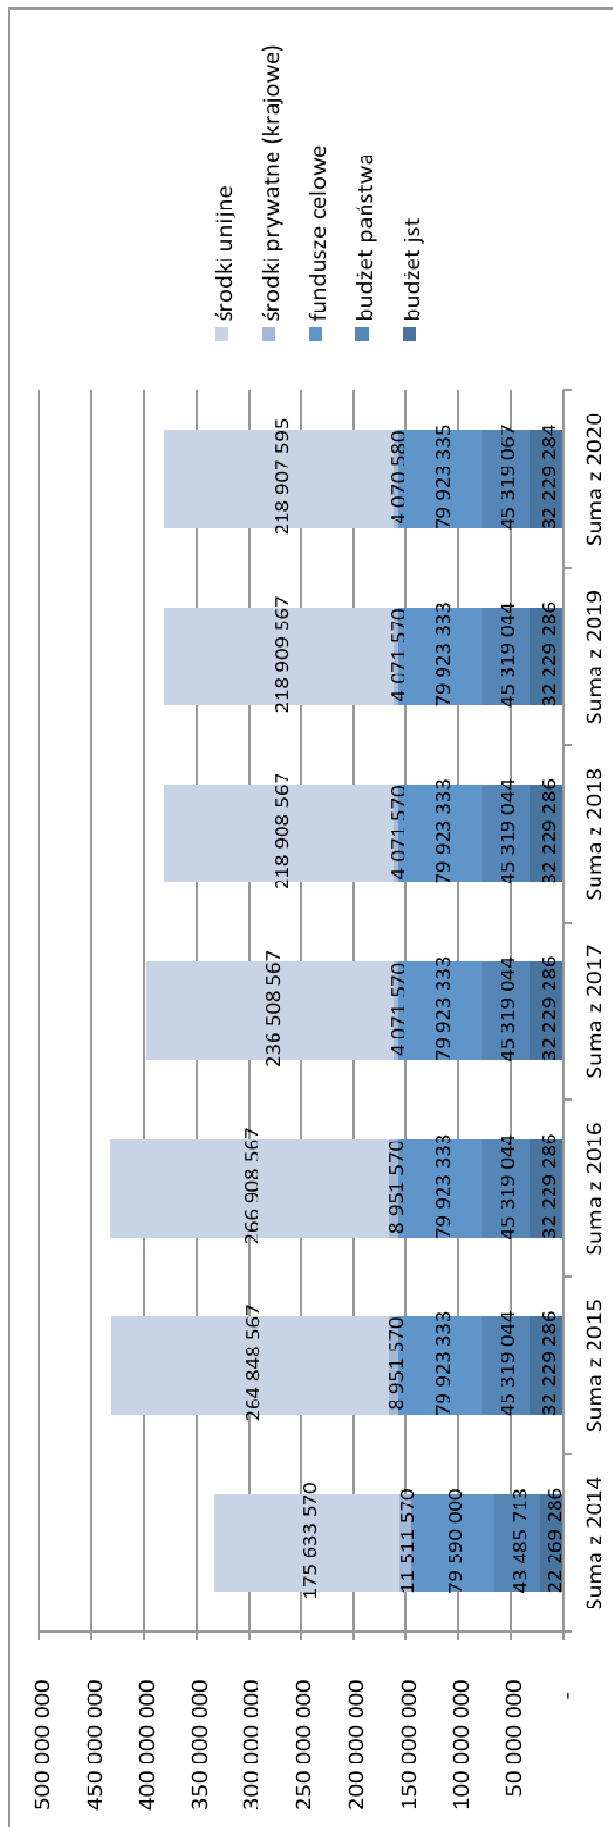 500 000 000
450 000 000
400 000 000
350 000 000
300 000 000
250 000 000
200 000 000
150 000 000
100 000 000
50 000 000
-
175 633 570
11 511 570
79 590 000
43 485 713
22 269 286
Suma z 2014
264 848 567
8 951 570
79 923 333
45 319 044
32 229 286
Suma z 2015
266 908 567
8 951 570
79 923 333
45 319 044
32 229 286
Suma z 2016
236 508 567
4 071 570
79 923 333
45 319 044
32 229 286
Suma z 2017
218 908 567
4 071 570
79 923 333
45 319 044
32 229 286
Suma z 2018
218 909 567
4 071 570
79 923 333
45 319 044
32 229 286
Suma z 2019
218 907 595
4 070 580
79 923 335
45 319 067
32 229 284
Suma z 2020
środki unijne
środki prywatne (krajowe)
fundusze celowe
budżet państwa
budżet jst